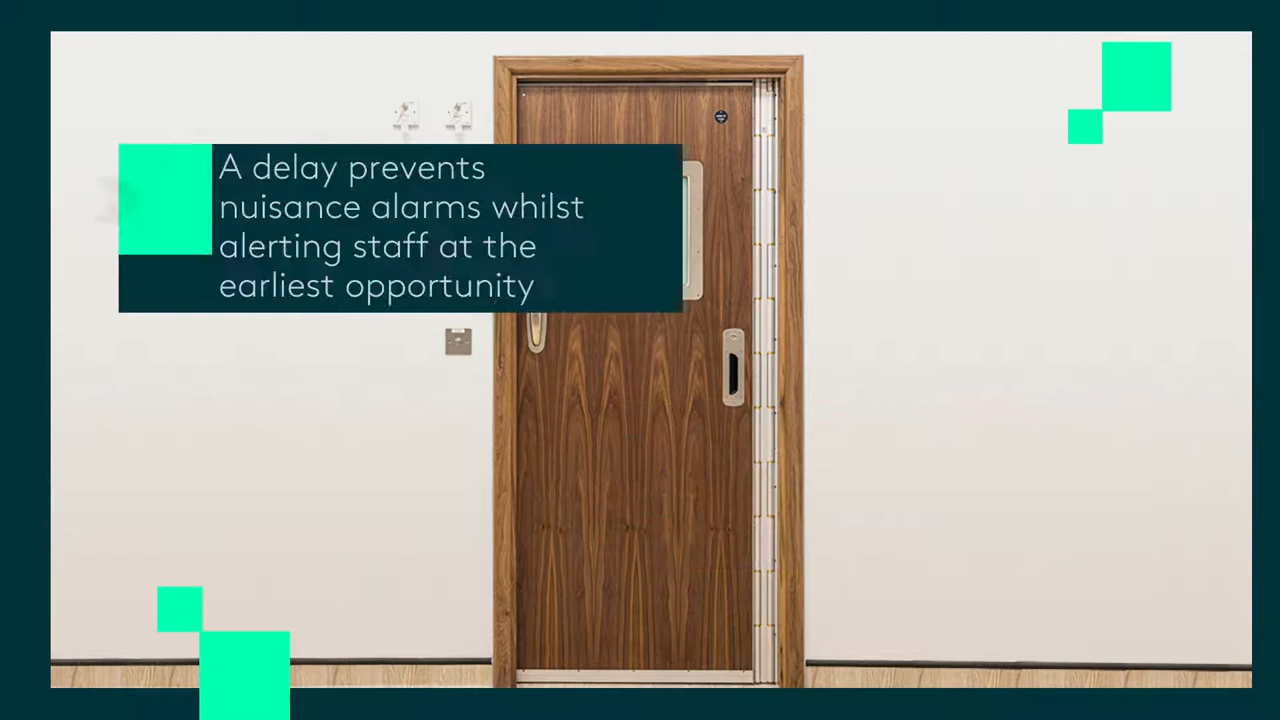 A delay prevents
nuisance alarms whilst
alerting staff at the
earliest opportunity